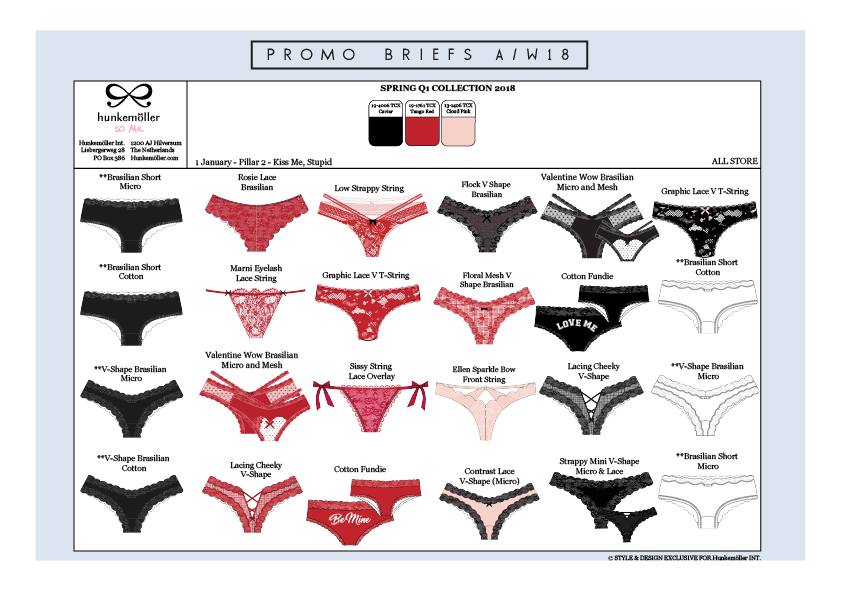 PROMO BRIEFS A/W18
SPRING Q1 COLLECTION 2018
hunkemöller
SO ME
Hunkemöller Int. 1200 AJ Hilversum
Liebergerweg 28 The Netherlands
PO Box 386 Hunkemoller.com
19-4006 TCX
Caviar
15-1761 TCX
Tango Red
13-1406 TCX
Cloud Pink
1 January - Pillar 2 - Kiss Me, Stupid
ALL STORE
**Brasilian Short
Micro
Rosie Lace
Brasilian
Low Strappy String
Flock V Shape
Brasilian
Valentine Wow Brasilian
Micro and Mesh
Graphic Lace V T-String
**Brasilian Short
Cotton
Marni Eyelash
Lace String
Graphic Lace V T-String
Floral Mesh V
Shape Brasilian
Cotton Fundie
LOVE ME
**Brasilian Short
Cotton
**V-Shape Brasilian
Micro
Valentine Wow Brasilian
Micro and Mesh
Sissy String
Lace Overlay
Ellen Sparkle Bow
Front String
Lacing Cheeky
V-Shape
**V-Shape Brasilian
Micro
**V-Shape Brasilian
Cotton
Lacing Cheeky
V-Shape
Cotton Fundie
Be Mine
Contrast Lace
V-Shape (Micro)
Strappy Mini V-Shape
Micro & Lace
**Brasilian Short
Micro
© STYLE & DESIGN EXCLUSIVE FOR Hunkemöller INT.